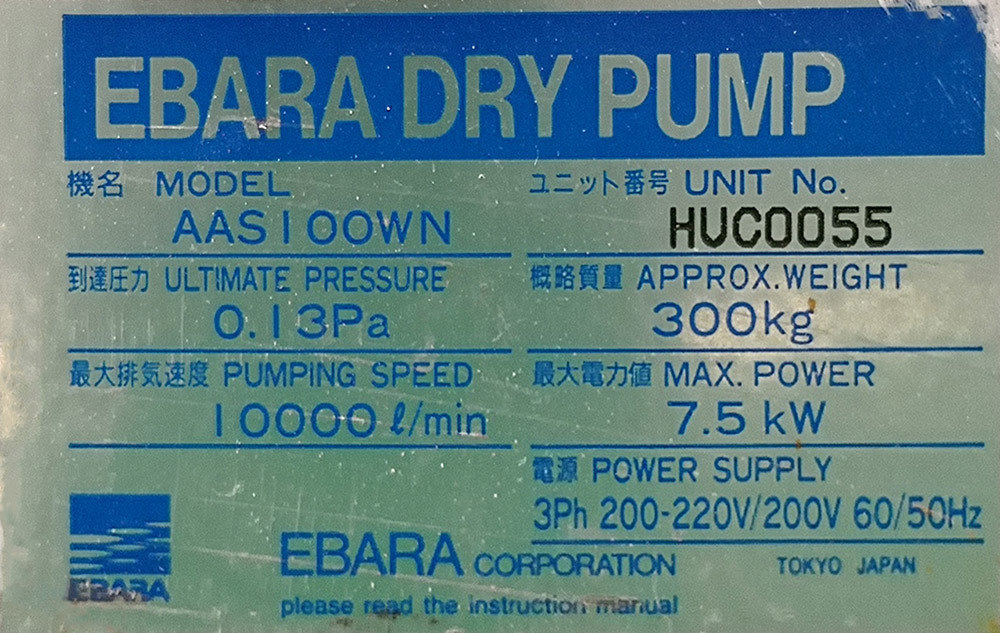 EBARA DRY PUMP
機名 MODEL
AAS100WN
ユニット番号 UNIT No.
HUC0055
到達圧力 ULTIMATE PRESSURE
0.13Pa
概略質量 APPROX.WEIGHT
300kg
最大排気速度 PUMPING SPEED
10000 ℓ/min
最大電力値 MAX. POWER
7.5 kW
電源 POWER SUPPLY
3Ph 200-220V/200V 60/50Hz
EBARA
EBARA CORPORATION
TOKYO JAPAN
please read the instruction manual